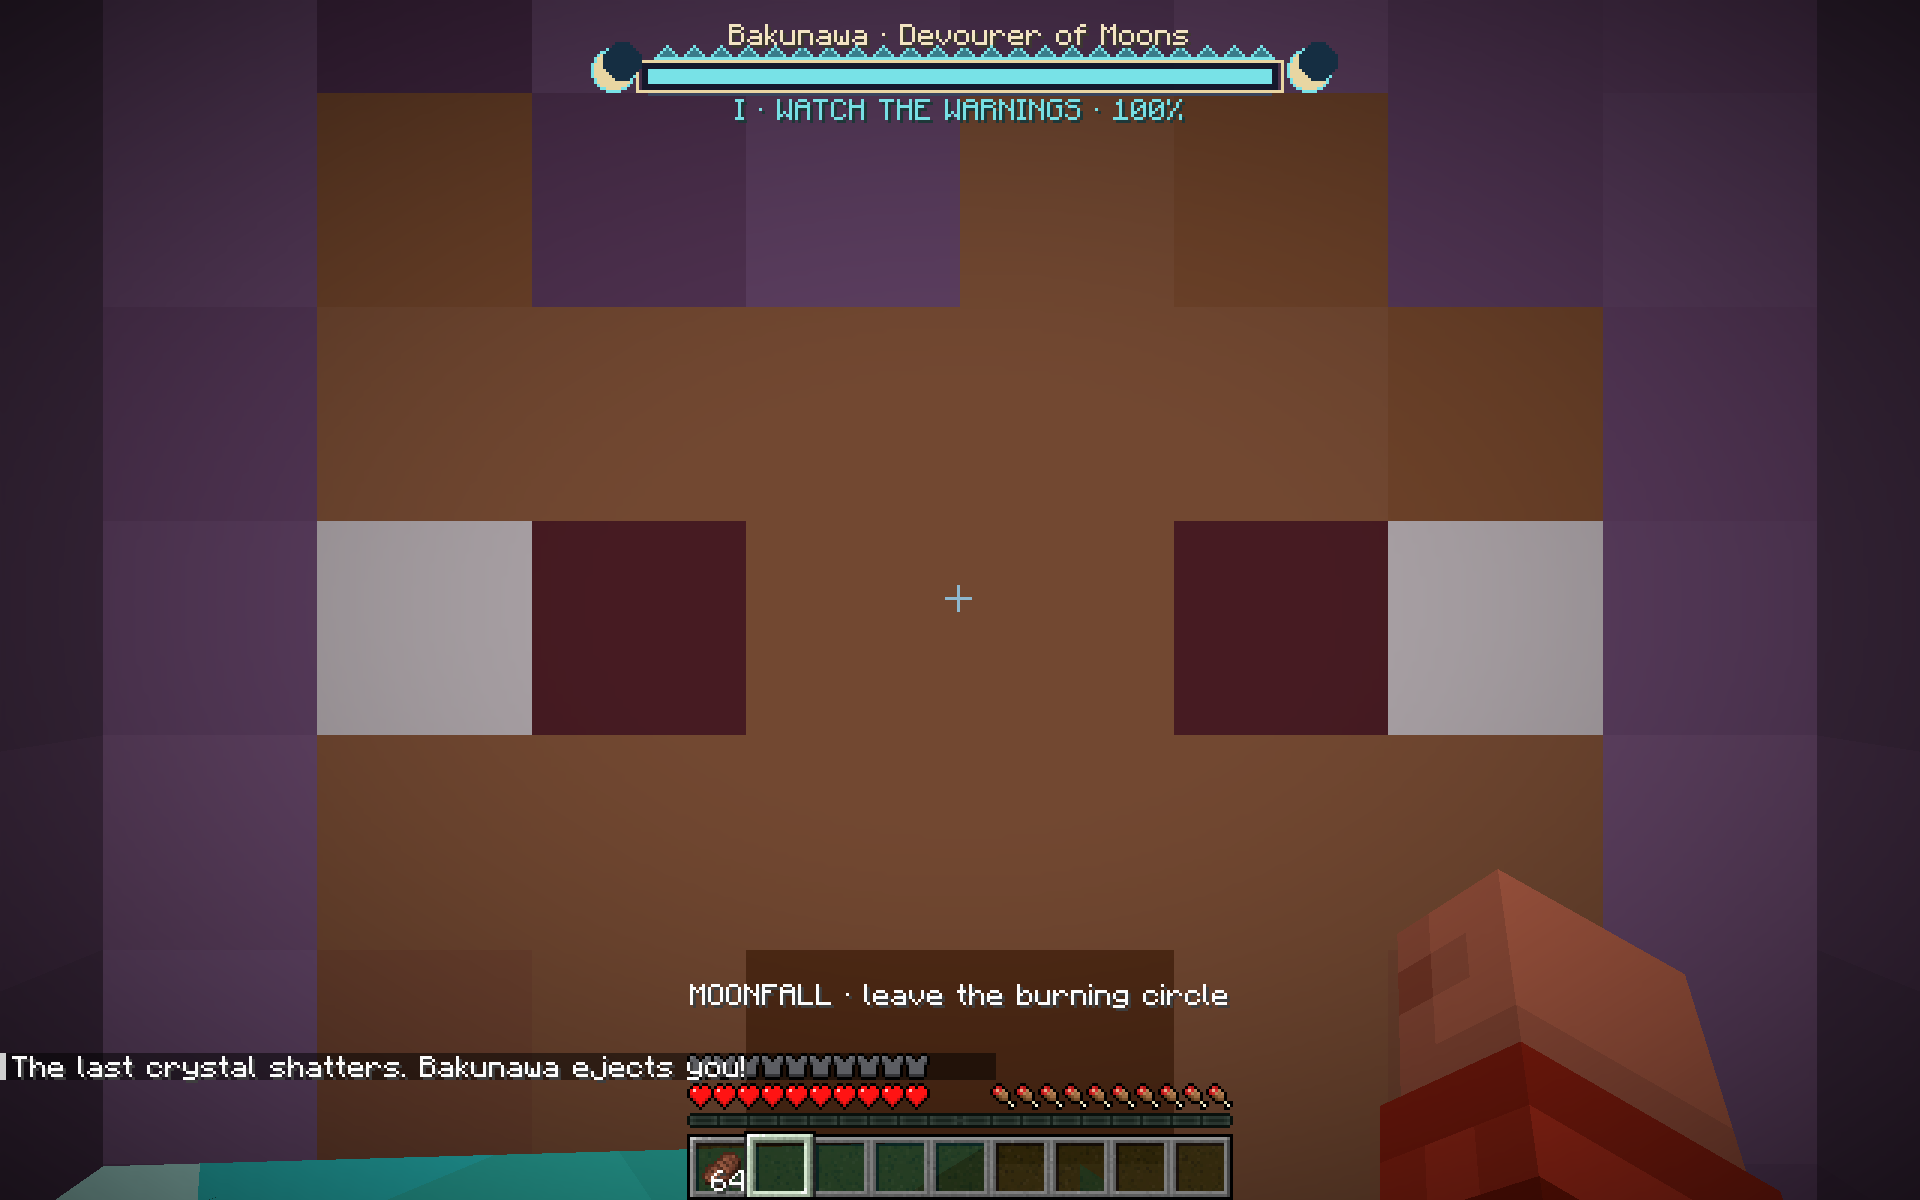 Bakunawa · Devourer of Moons
I · WATCH THE WARNINGS · 100%
MOONFALL · leave the burning circle
The last crystal shatters. Bakunawa ejects you!
64